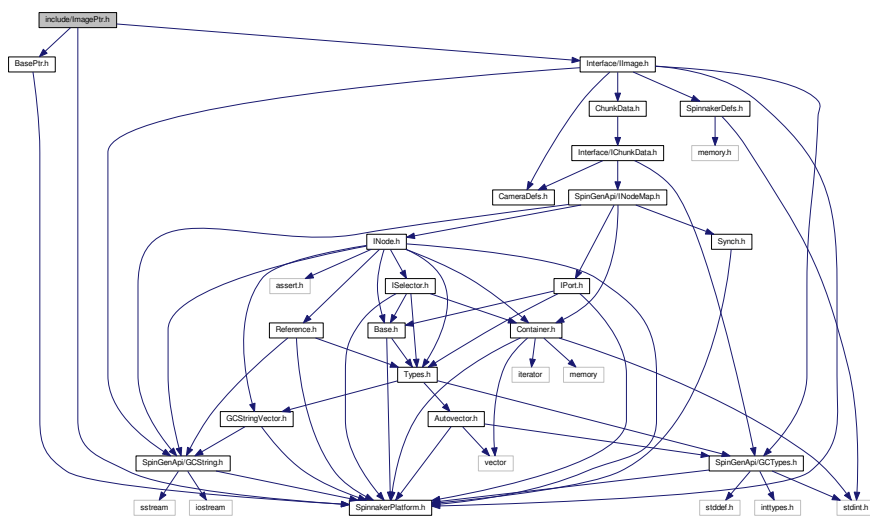 include/ImagePtr.h
BasePtr.h
Interface/IImage.h
ChunkData.h
SpinnakerDefs.h
Interface/IChunkData.h
memory.h
CameraDefs.h
SpinGenApi/INodeMap.h
INode.h
Synch.h
assert.h
ISelector.h
IPort.h
Reference.h
Base.h
Container.h
Types.h
iterator
memory
GCStringVector.h
Autovector.h
SpinGenApi/GCString.h
vector
SpinGenApi/GCTypes.h
sstream
iostream
SpinnakerPlatform.h
stddef.h
inttypes.h
stdint.h